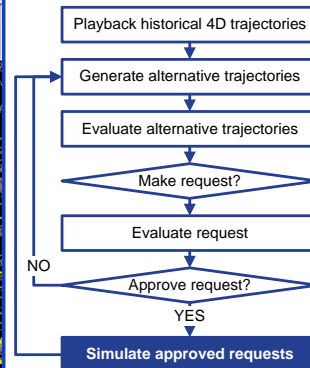 Playback historical 4D trajectories
Generate alternative trajectories
Evaluate alternative trajectories
Make request?
Evaluate request
NO
Approve request?
YES
Simulate approved requests